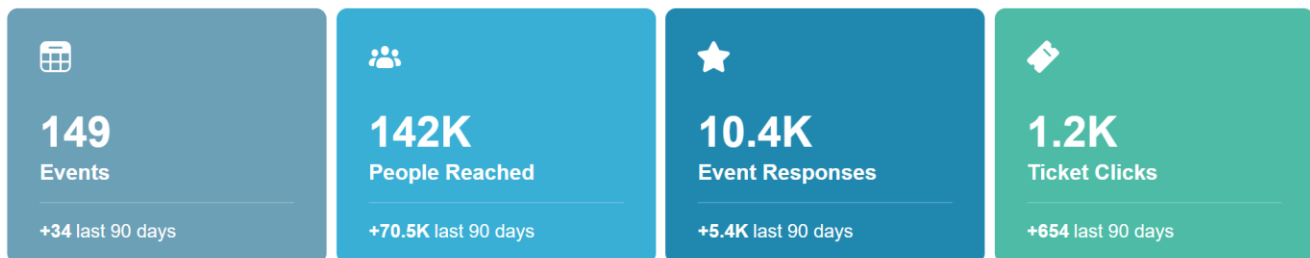 149
Events
+34 last 90 days
142K
People Reached
+70.5K last 90 days
10.4K
Event Responses
+5.4K last 90 days
1.2K
Ticket Clicks
+654 last 90 days